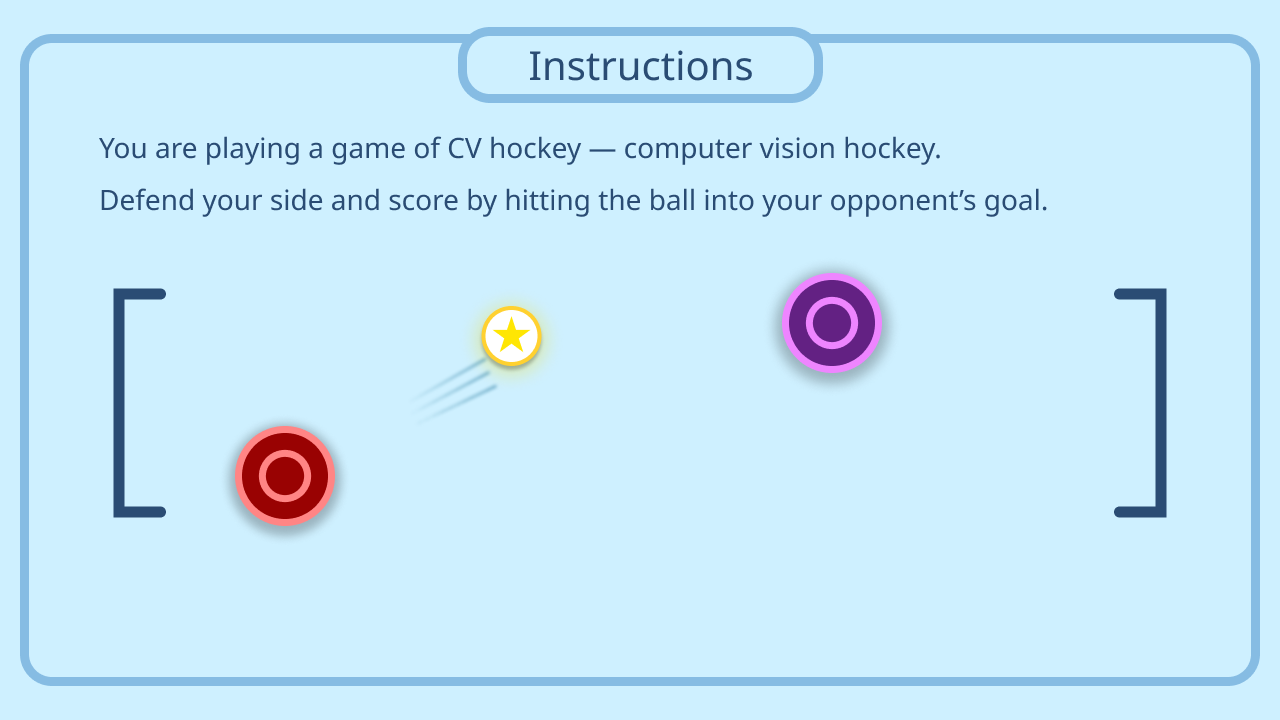 Instructions
You are playing a game of CV hockey — computer vision hockey.
Defend your side and score by hitting the ball into your opponent’s goal.